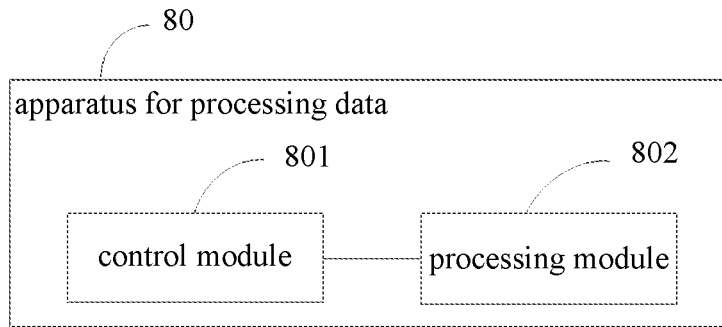 80
apparatus for processing data
801
802
control module
processing module